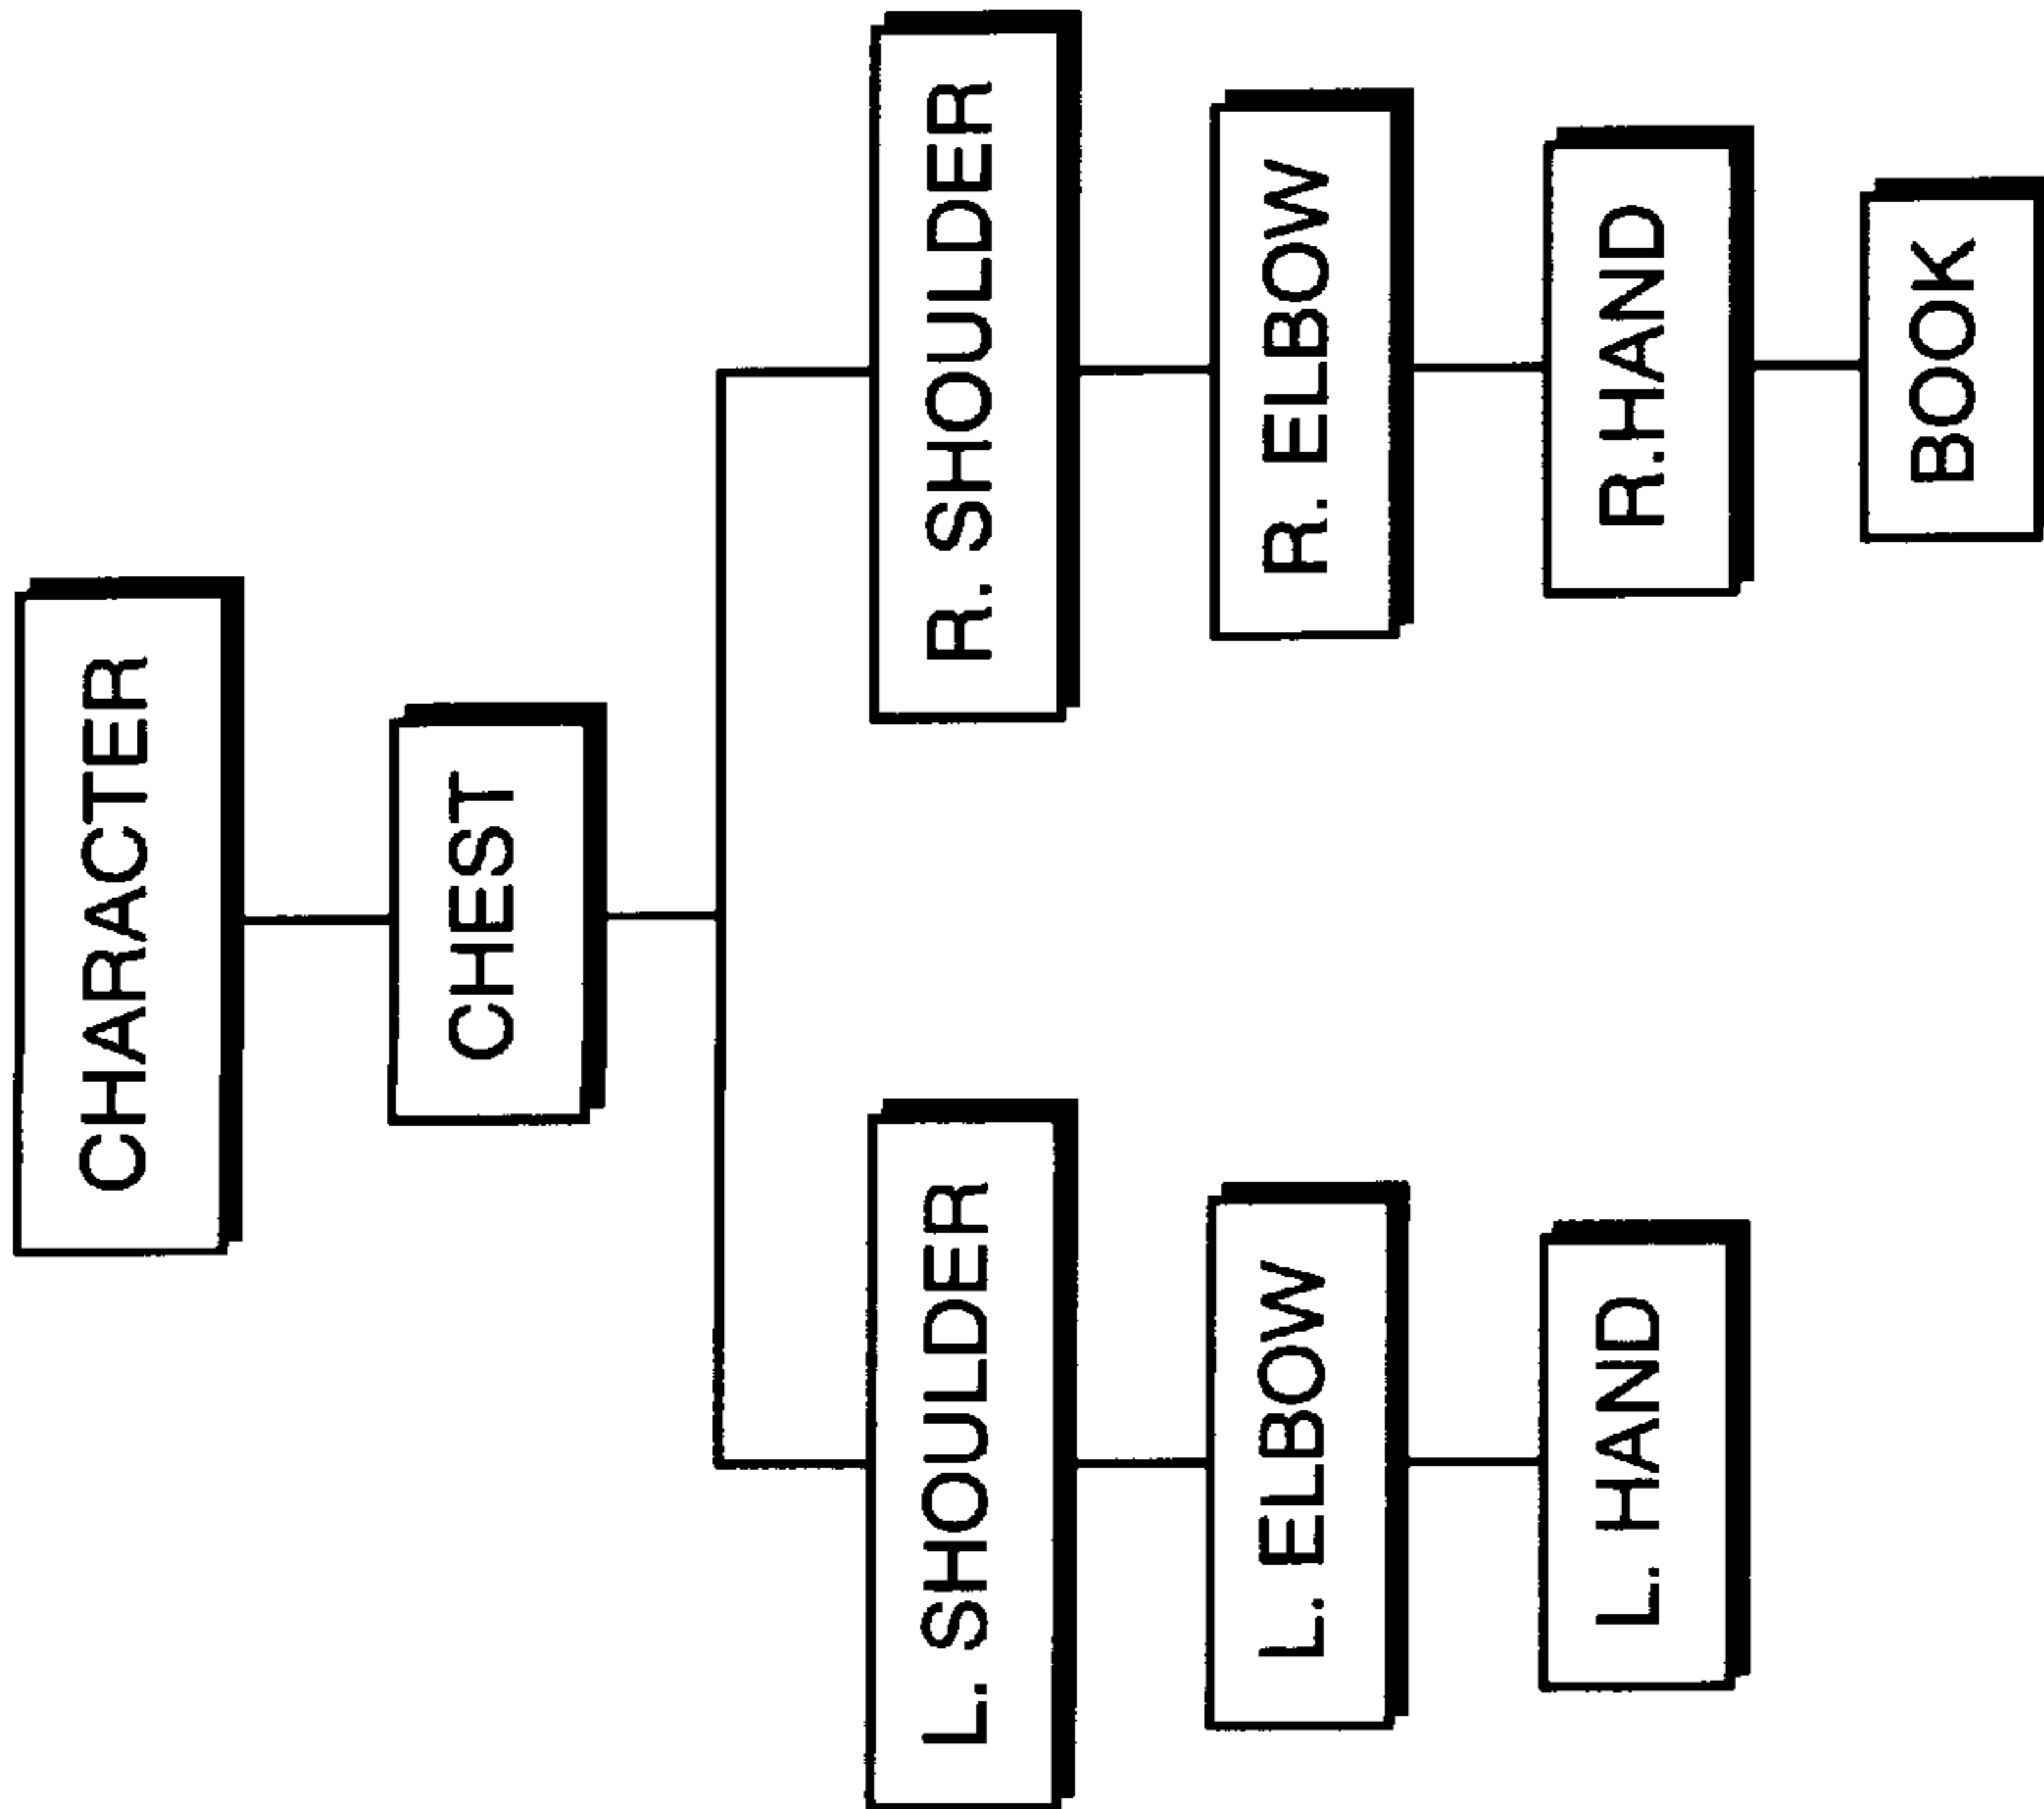 CHARACTER
CHEST
L. SHOULDER
R. SHOULDER
L. ELBOW
R. ELBOW
L. HAND
R.HAND
BOOK